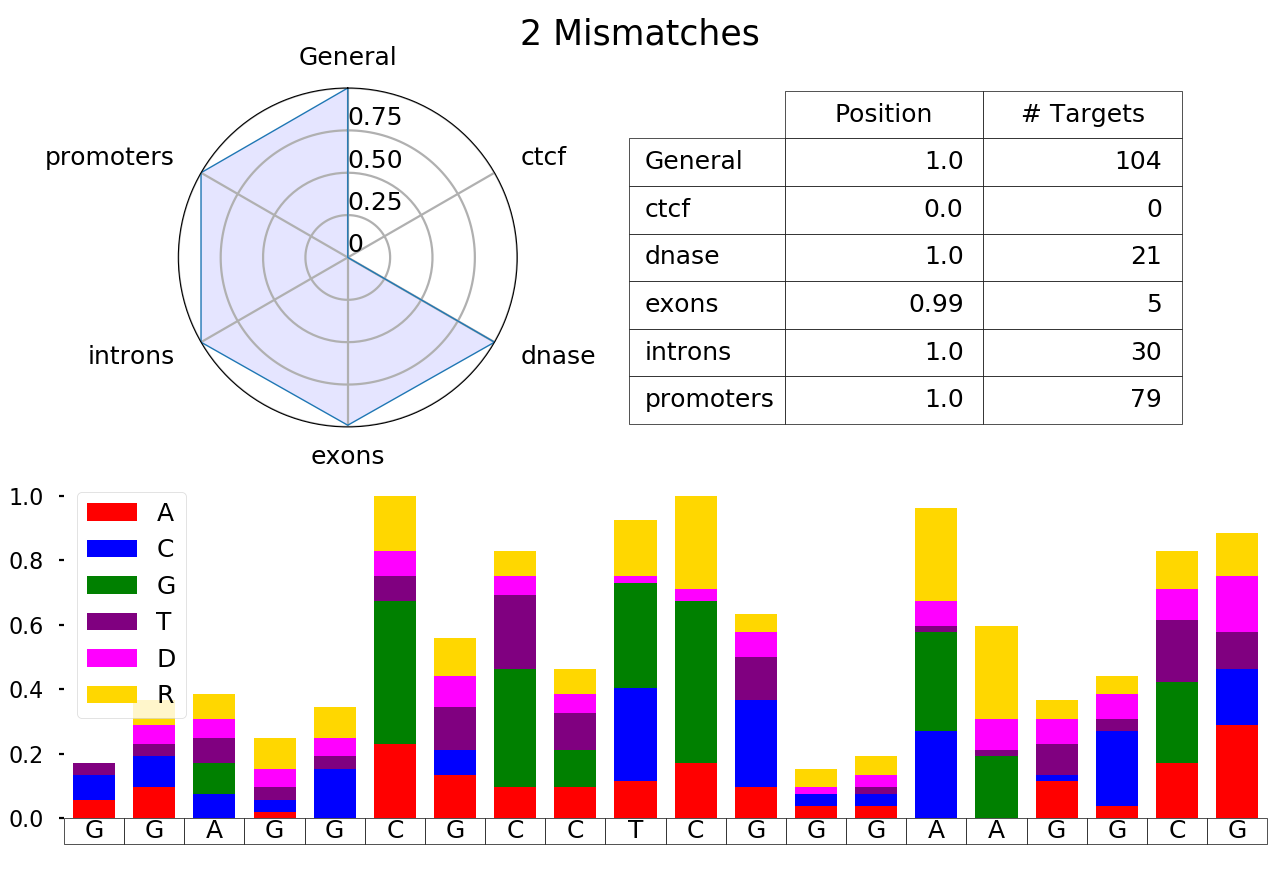 2 Mismatches
General
0.75
promoters
ctcf
0.50
0.25
0
introns
dnase
exons
Position # Targets
General 1.0 104
ctcf 0.0 0
dnase 1.0 21
exons 0.99 5
introns 1.0 30
promoters 1.0 79
1.0
0.8
0.6
0.4
0.2
0.0
A
C
G
T
D
R
G G A G G C G C C T C G G G A A G G C G